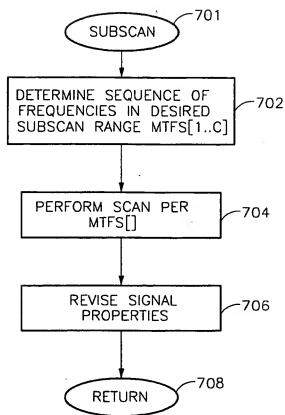 SUBSCAN
701
DETERMINE SEQUENCE OF
FREQUENCIES IN DESIRED
SUBSCAN RANGE MTFS[1..C]
702
PERFORM SCAN PER
MTFS[]
704
REVISE SIGNAL
PROPERTIES
706
RETURN
708